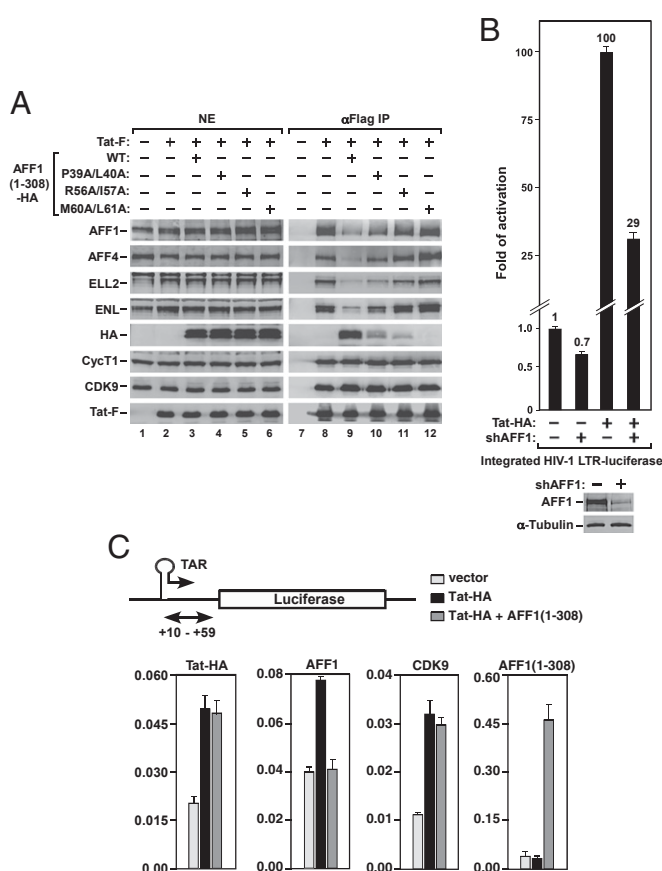 A
NE
αFlag IP
Tat-F: – + + + + + – + + + + +
AFF1 (1-308) -HA
WT: – – + – – – – – + – – –
P39A/L40A: – – – + – – – – – + – –
R56A/I57A: – – – – + – – – – – + –
M60A/L61A: – – – – – + – – – – – +
AFF1
AFF4
ELL2
ENL
HA
CycT1
CDK9
Tat-F
1 2 3 4 5 6 7 8 9 10 11 12
B
Fold of activation
100
75
50
25
1.0
0.5
0
1
0.7
100
29
Tat-HA: – – + +
shAFF1: – + – +
Integrated HIV-1 LTR-luciferase
shAFF1: – +
AFF1
α-Tubulin
C
TAR
Luciferase
+10 - +59
vector
Tat-HA
Tat-HA + AFF1(1-308)
Tat-HA
0.060
0.045
0.030
0.015
0.00
AFF1
0.08
0.06
0.04
0.02
0.00
CDK9
0.04
0.03
0.02
0.01
0.00
AFF1(1-308)
0.60
0.45
0.30
0.15
0.00